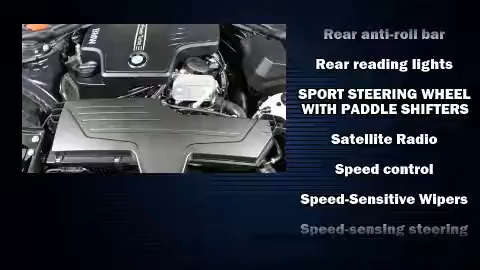 Rear anti-roll bar
Rear reading lights
SPORT STEERING WHEEL
WITH PADDLE SHIFTERS
Satellite Radio
Speed control
Speed-Sensitive Wipers
Speed-sensing steering